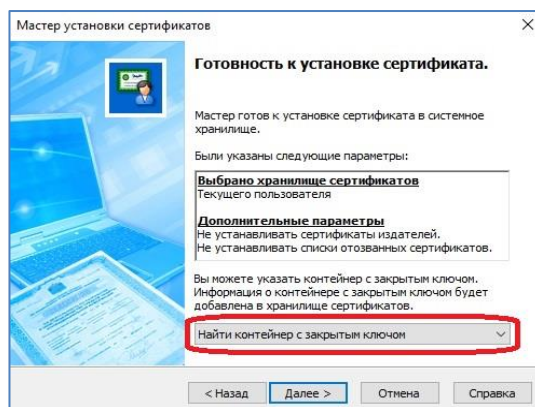 Мастер установки сертификатов
Готовность к установке сертификата.
Мастер готов к установке сертификата в системное
хранилище.
Были указаны следующие параметры:
Выбрано хранилище сертификатов
Текущего пользователя
Дополнительные параметры
Не устанавливать сертификаты издателей.
Не устанавливать списки отозванных сертификатов.
Вы можете указать контейнер с закрытым ключом.
Информация о контейнере с закрытым ключом будет
добавлена в хранилище сертификатов.
Найти контейнер с закрытым ключом
< Назад Далее > Отмена Справка